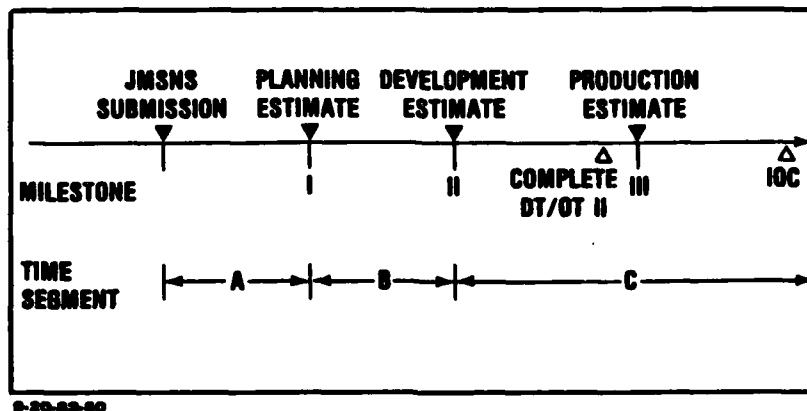 JMSNS PLANNING DEVELOPMENT PRODUCTION
SUBMISSION ESTIMATE ESTIMATE ESTIMATE
I II COMPLETE III IOC
MILESTONE DT/OT II
TIME
SEGMENT A B C